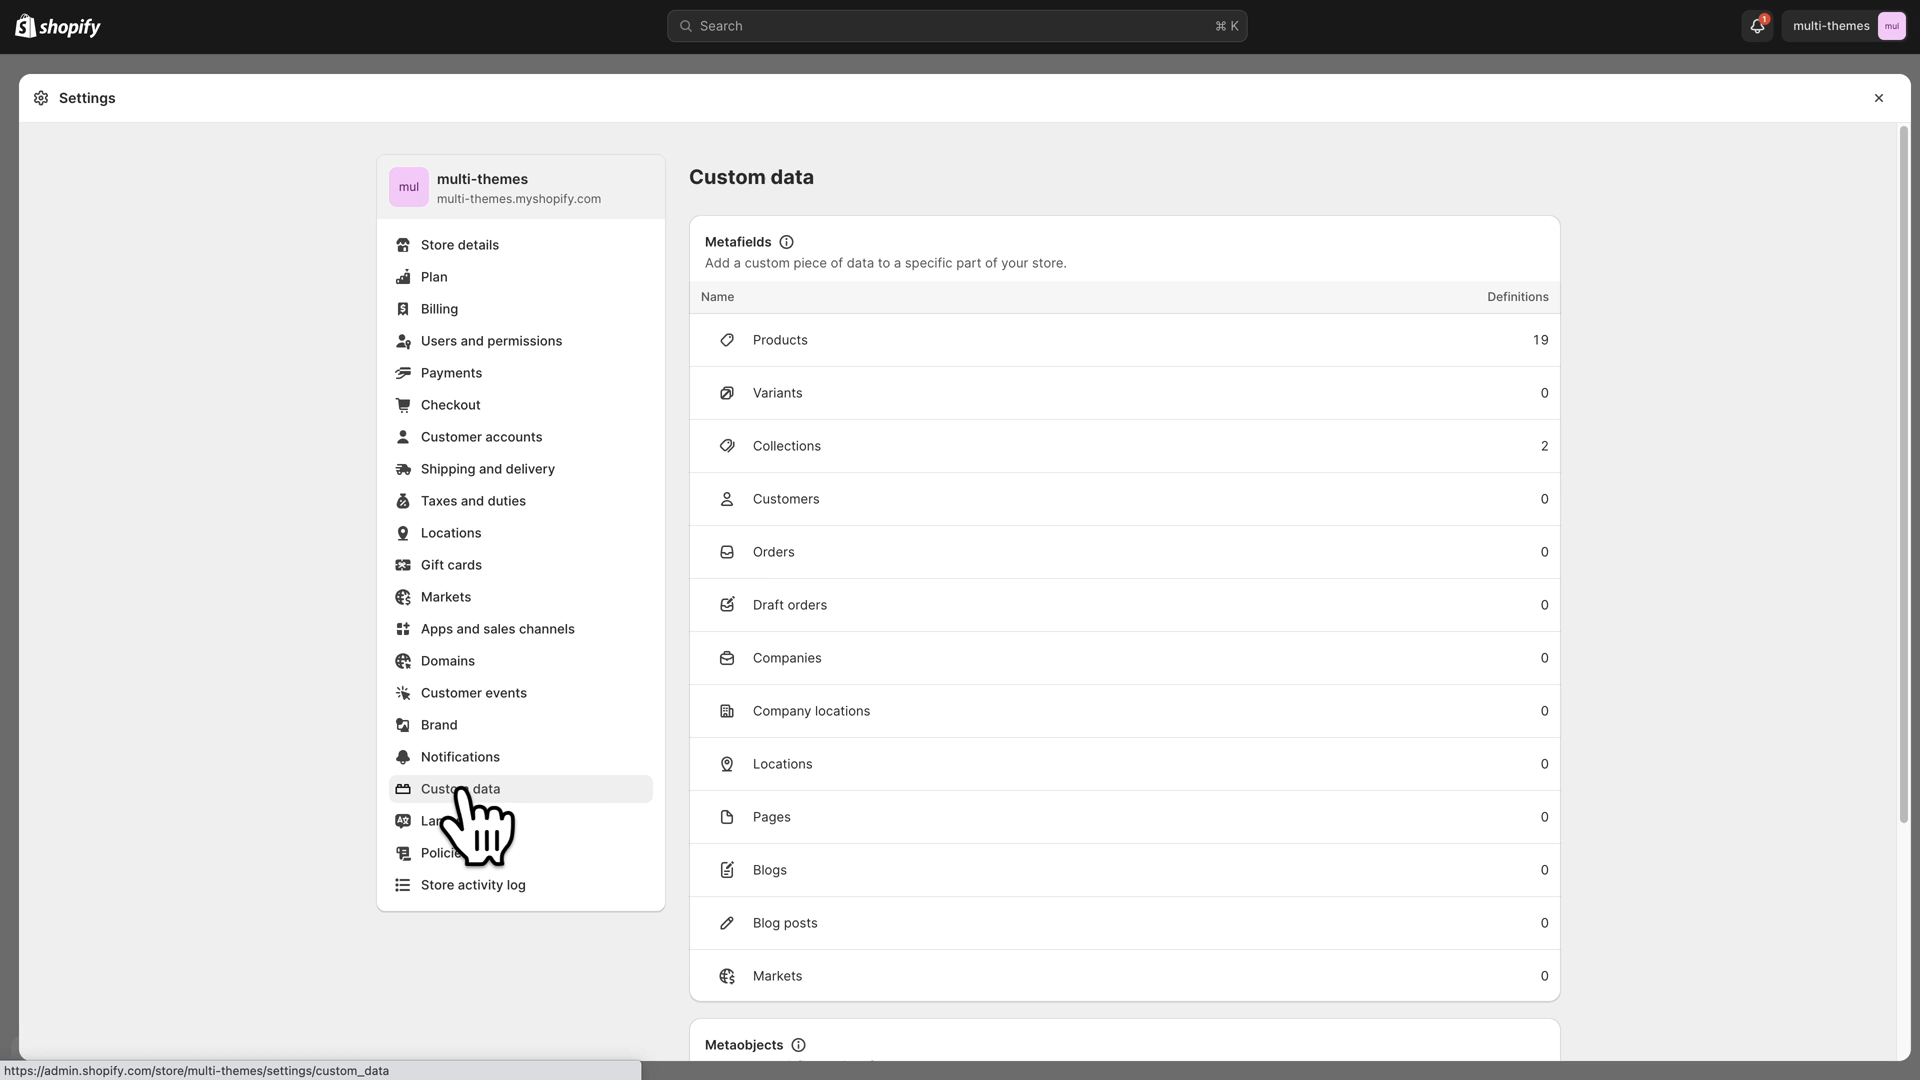 shopify
Search
⌘ K
1
multi-themes
mul
Settings
mul
multi-themes
multi-themes.myshopify.com
Store details
Plan
Billing
Users and permissions
Payments
Checkout
Customer accounts
Shipping and delivery
Taxes and duties
Locations
Gift cards
Markets
Apps and sales channels
Domains
Customer events
Brand
Notifications
Custom data
Store activity log
Custom data
Metafields
Add a custom piece of data to a specific part of your store.
Name Definitions
Products 19
Variants 0
Collections 2
Customers 0
Orders 0
Draft orders 0
Companies 0
Company locations 0
Locations 0
Pages 0
Blogs 0
Blog posts 0
Markets 0
Metaobjects
https://admin.shopify.com/store/multi-themes/settings/custom_data